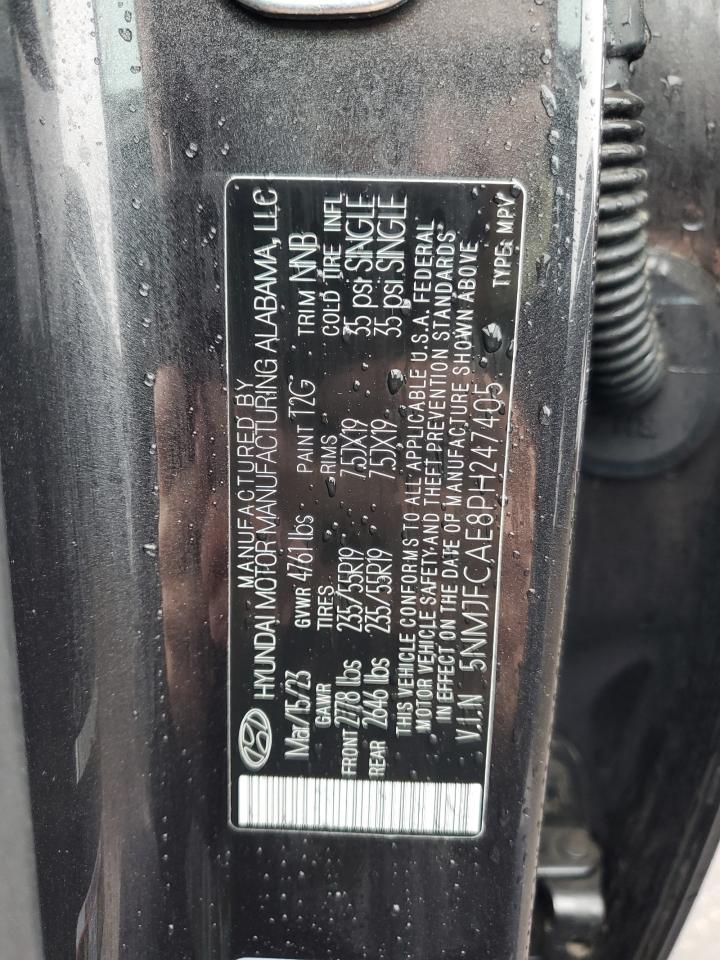 MANUFACTURED BY
HYUNDAI MOTOR MANUFACTURING ALABAMA, LLC
Mar/15/23 GVWR 4761 lbs PAINT T2G TRIM NNB
GAWR TIRES RIMS COLD TIRE INFL
FRONT 2778 lbs 235/55R19 7.5JX19 35 psi SINGLE
REAR 2646 lbs 235/55R19 7.5JX19 35 psi SINGLE
THIS VEHICLE CONFORMS TO ALL APPLICABLE U.S.A. FEDERAL
MOTOR VEHICLE SAFETY AND THEFT PREVENTION STANDARDS
IN EFFECT ON THE DATE OF MANUFACTURE SHOWN ABOVE
V.I.N 5NMJFCAE8PH247405 TYPE: MPV